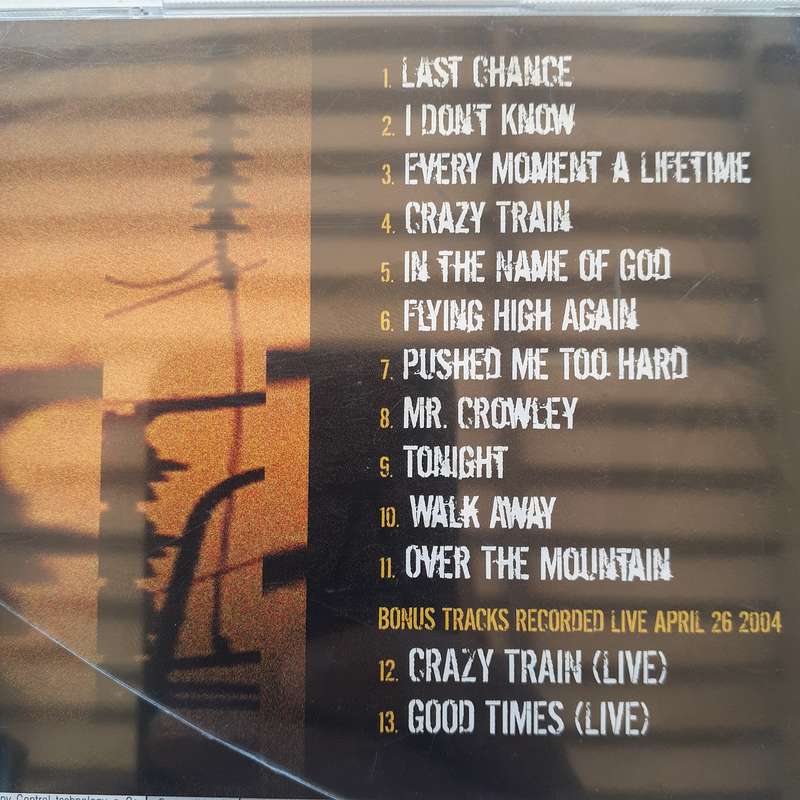 1. LAST CHANCE
2. I DON'T KNOW
3. EVERY MOMENT A LIFETIME
4. CRAZY TRAIN
5. IN THE NAME OF GOD
6. FLYING HIGH AGAIN
7. PUSHED ME TOO HARD
8. MR. CROWLEY
9. TONIGHT
10. WALK AWAY
11. OVER THE MOUNTAIN
BONUS TRACKS RECORDED LIVE APRIL 26 2004
12. CRAZY TRAIN (LIVE)
13. GOOD TIMES (LIVE)